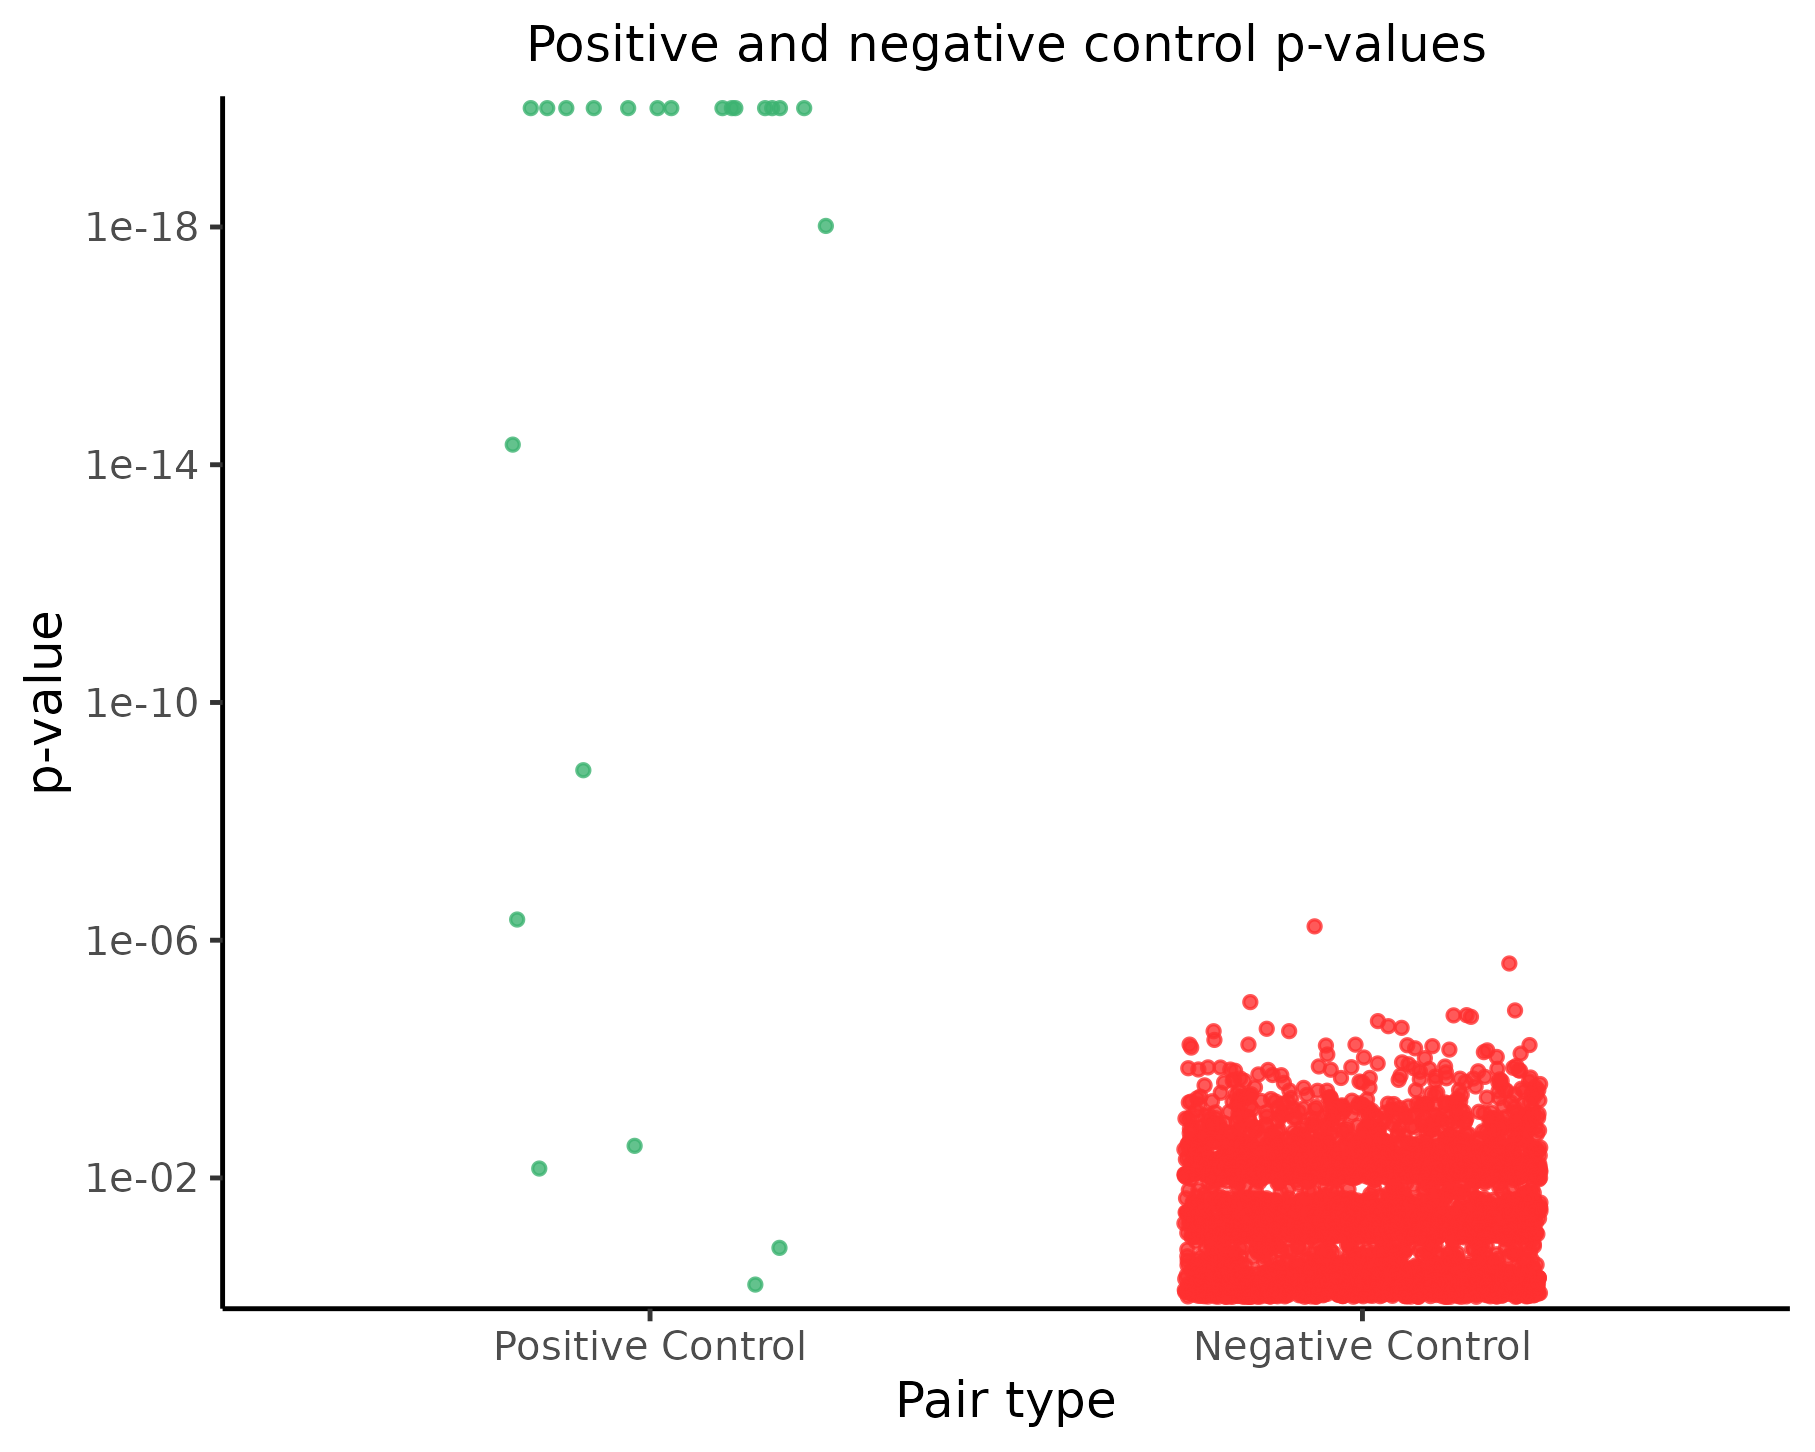 Positive and negative control p-values
p-value
1e-18
1e-14
1e-10
1e-06
1e-02
Positive Control
Negative Control
Pair type